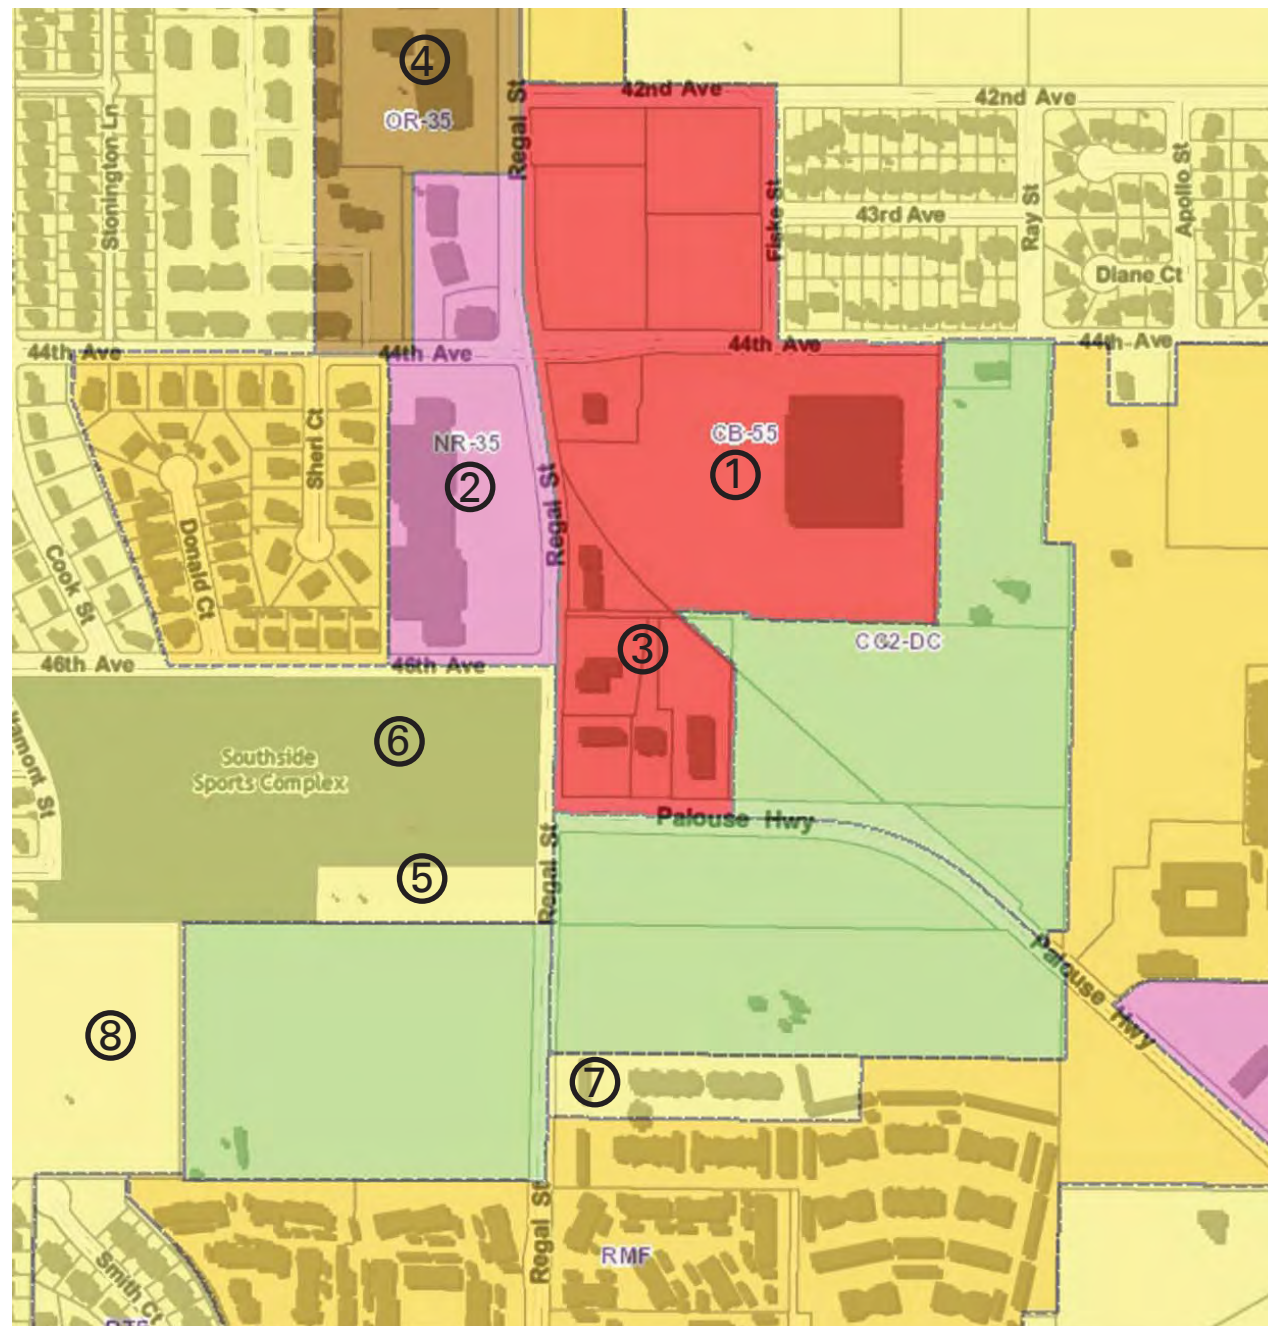 4
OR-35
Regal St
42nd Ave
42nd Ave
Stonington Ln
Fiske St
43rd Ave
Ray St
Apollo St
Diane Ct
44th Ave
44th Ave
44th Ave
44th Ave
Sheri Ct
NR-35
2
CB-55
1
Regal St
Donald Ct
Cook St
46th Ave
46th Ave
3
CC2-DC
6
Southside
Sports Complex
Palouse Hwy
5
Regal St
Palouse Hwy
8
7
Regal St
RMF
Smith Ct